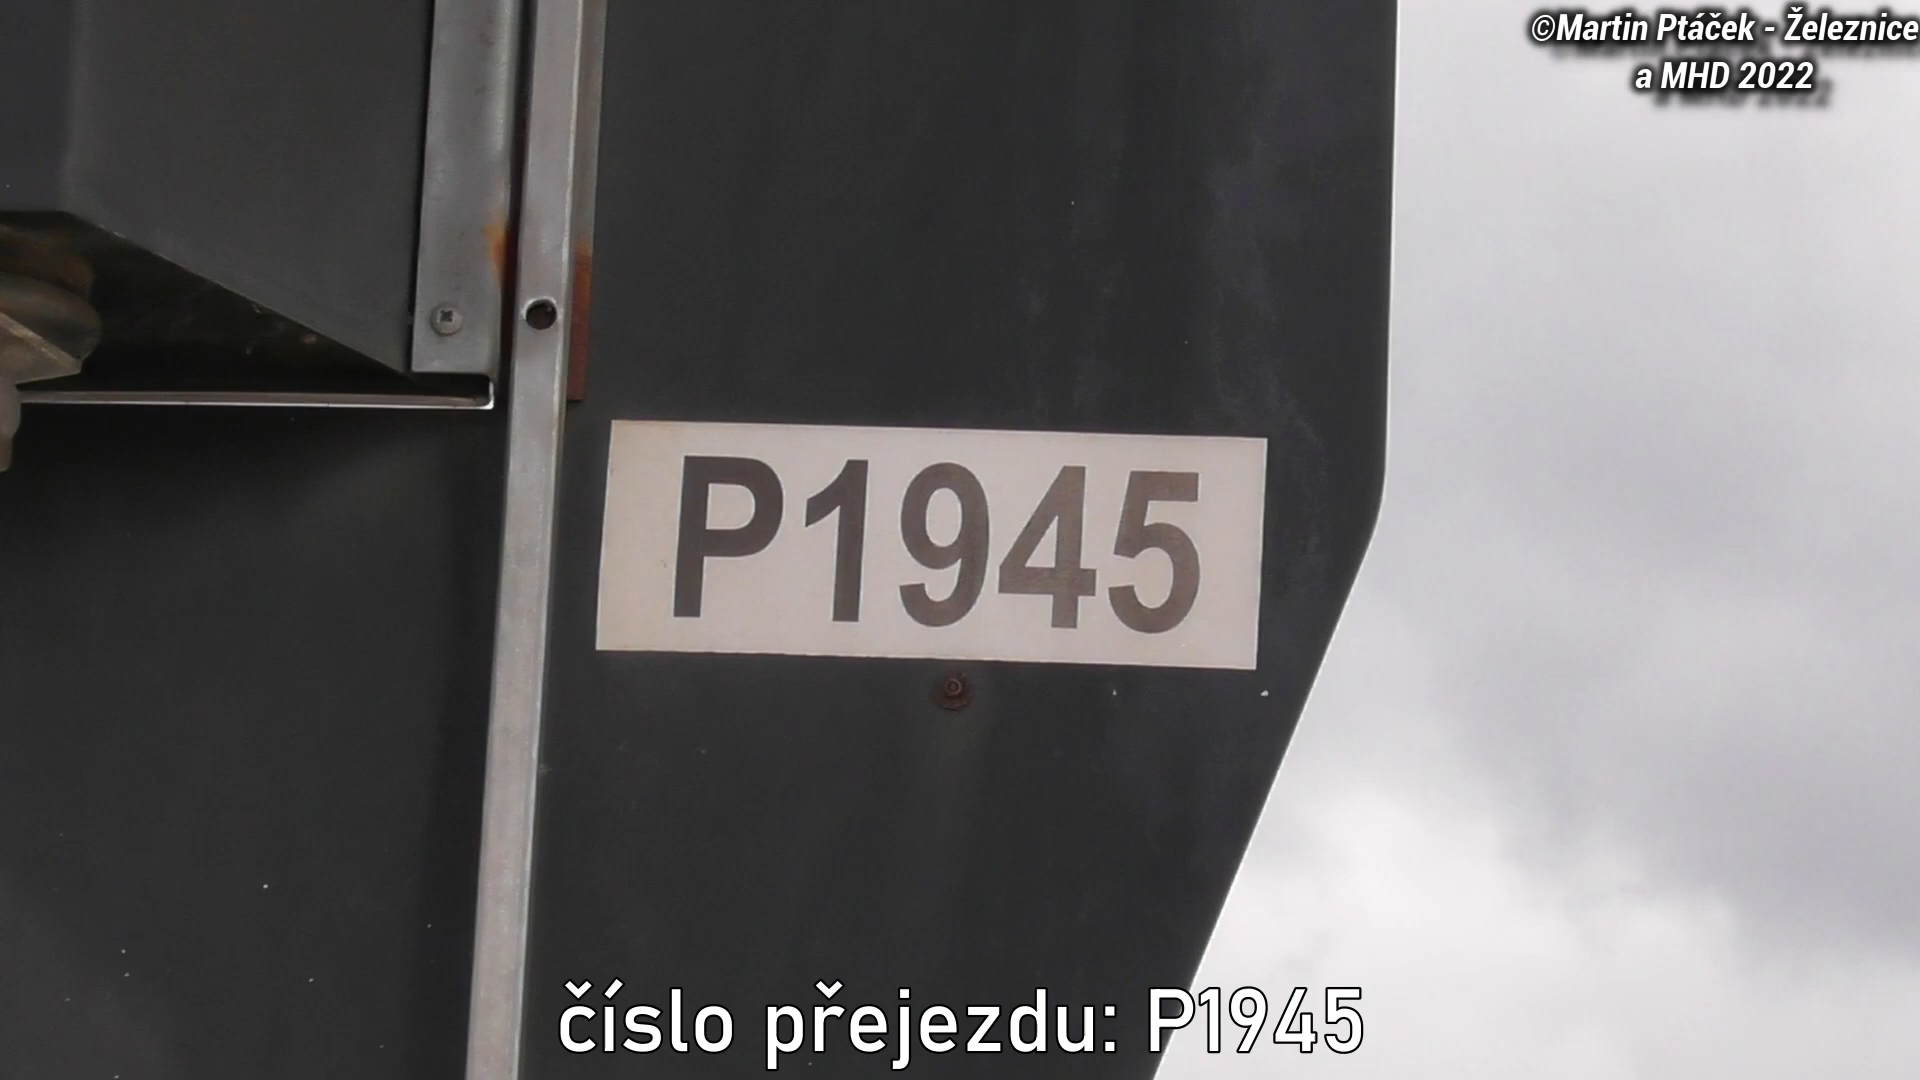 ©Martin Ptáček - Železnice
a MHD 2022
P1945
číslo přejezdu: P1945